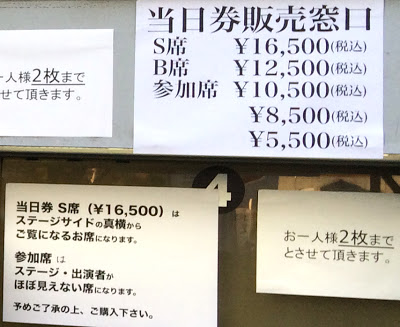 当日券販売窓口
S席 ¥16,500(税込)
B席 ¥12,500(税込)
参加席 ¥10,500(税込)
¥8,500(税込)
¥5,500(税込)
一人様2枚まで
させて頂きます。
4
当日券 S席（¥16,500）は
ステージサイドの真横から
ご覧になるお席になります。
参加席 は
ステージ・出演者が
ほぼ見えない席になります。
予めご了承の上、ご購入下さい。
お一人様2枚まで
とさせて頂きます。